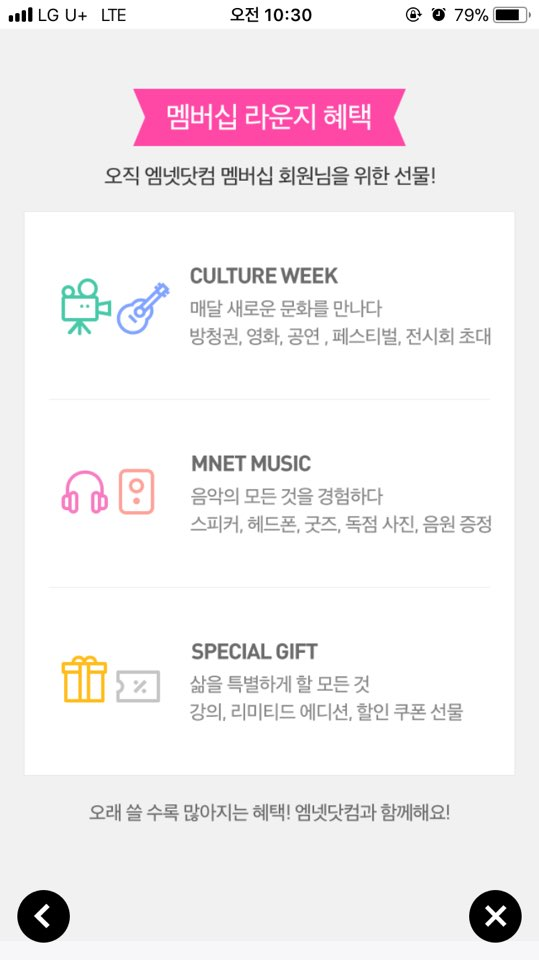 LG U+ LTE 오전 10:30 79%
멤버십 라운지 혜택
오직 엠넷닷컴 멤버십 회원님을 위한 선물!
CULTURE WEEK
매달 새로운 문화를 만나다
방청권, 영화, 공연 , 페스티벌, 전시회 초대
MNET MUSIC
음악의 모든 것을 경험하다
스피커, 헤드폰, 굿즈, 독점 사진, 음원 증정
SPECIAL GIFT
삶을 특별하게 할 모든 것
강의, 리미티드 에디션, 할인 쿠폰 선물
오래 쓸 수록 많아지는 혜택! 엠넷닷컴과 함께해요!